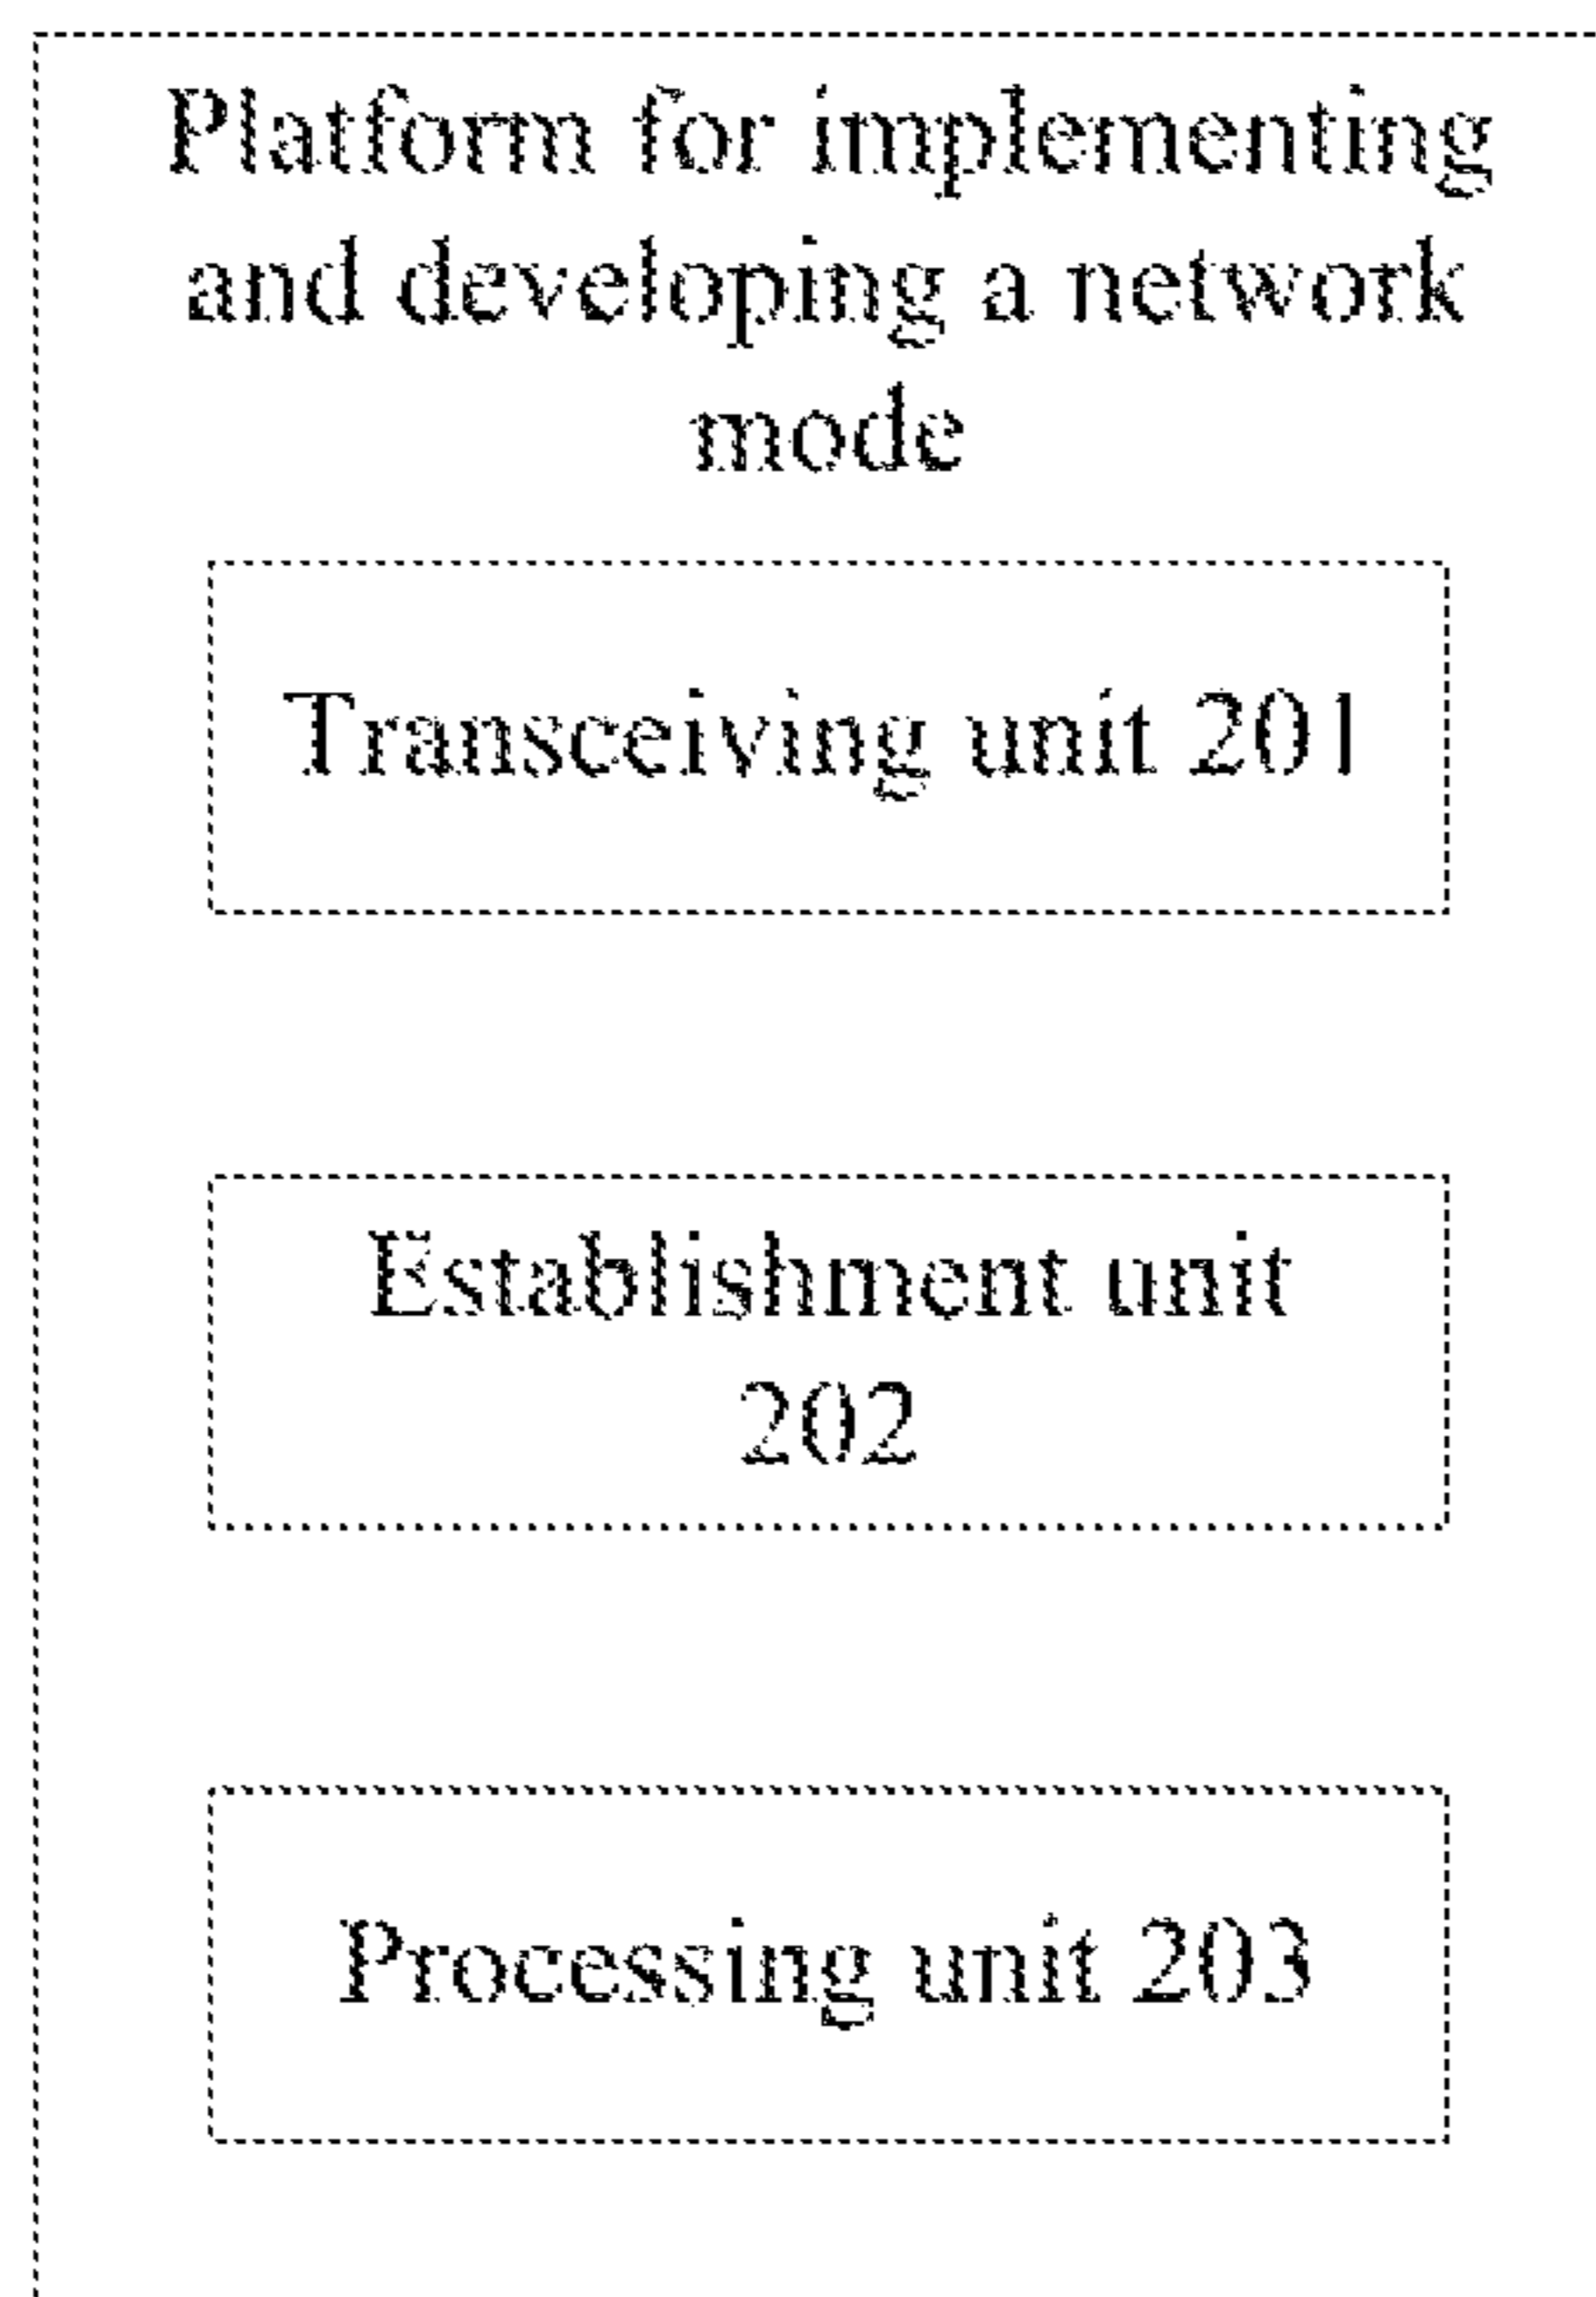 Platform for implementing
and developing a network
mode
Transceiving unit 201
Establishment unit
202
Processing unit 203